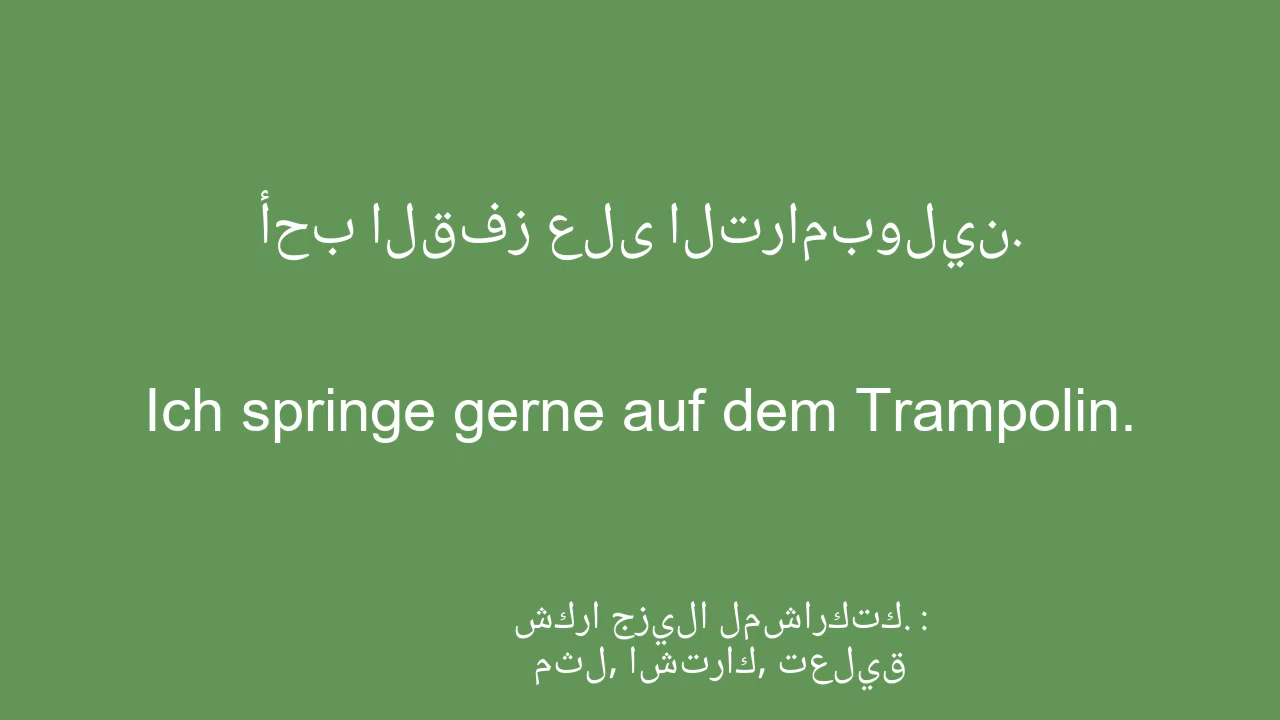 أحب القفز على الترامبولين.
Ich springe gerne auf dem Trampolin.
شكرا جزيلا لمشاركتك. :
مثل, اشتراك, تعليق